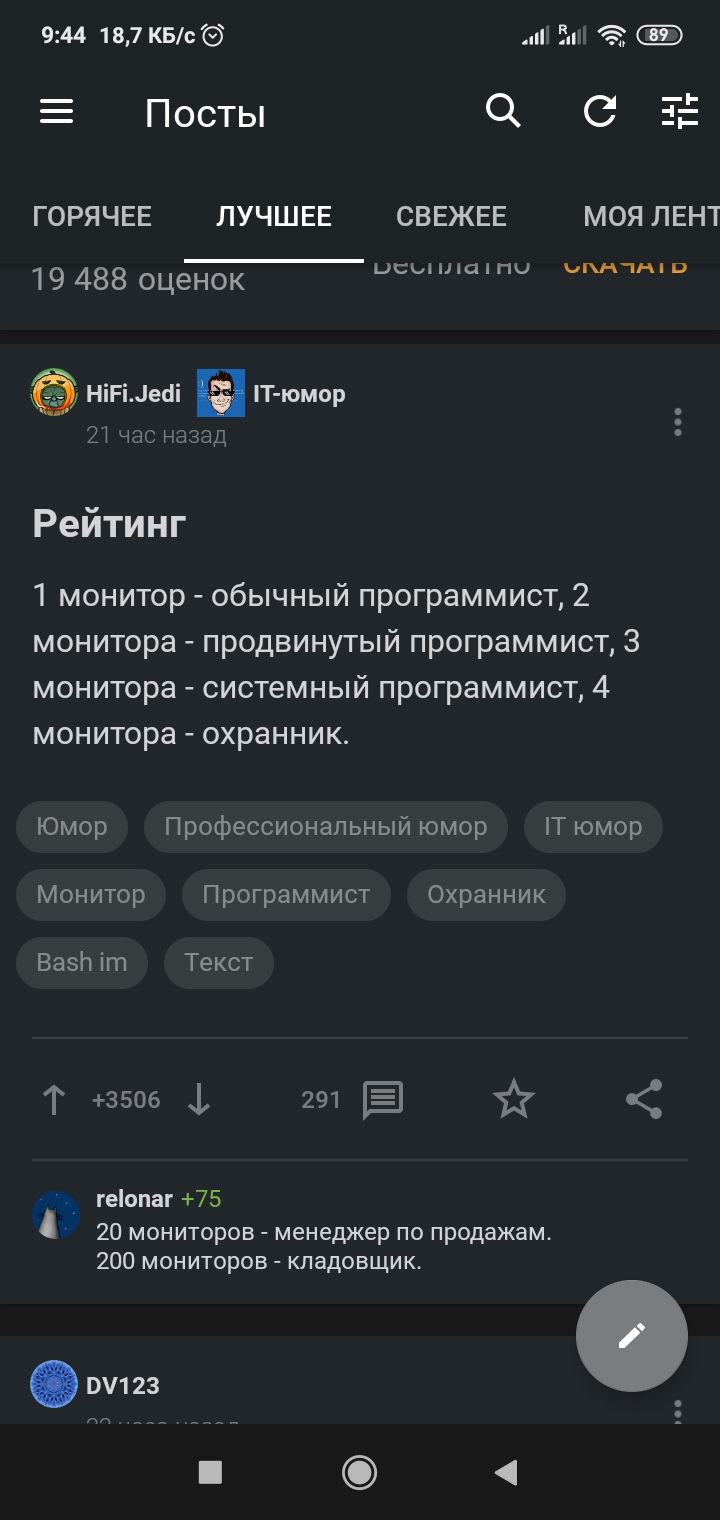 9:44 18,7 КБ/с R 89
Посты
ГОРЯЧЕЕ ЛУЧШЕЕ СВЕЖЕЕ МОЯ ЛЕНТ
19 488 оценок Бесплатно СКАЧАТЬ
HiFi.Jedi IT-юмор
21 час назад
Рейтинг
1 монитор - обычный программист, 2
монитора - продвинутый программист, 3
монитора - системный программист, 4
монитора - охранник.
Юмор Профессиональный юмор IT юмор
Монитор Программист Охранник
Bash im Текст
+3506 291
relonar +75
20 мониторов - менеджер по продажам.
200 мониторов - кладовщик.
DV123